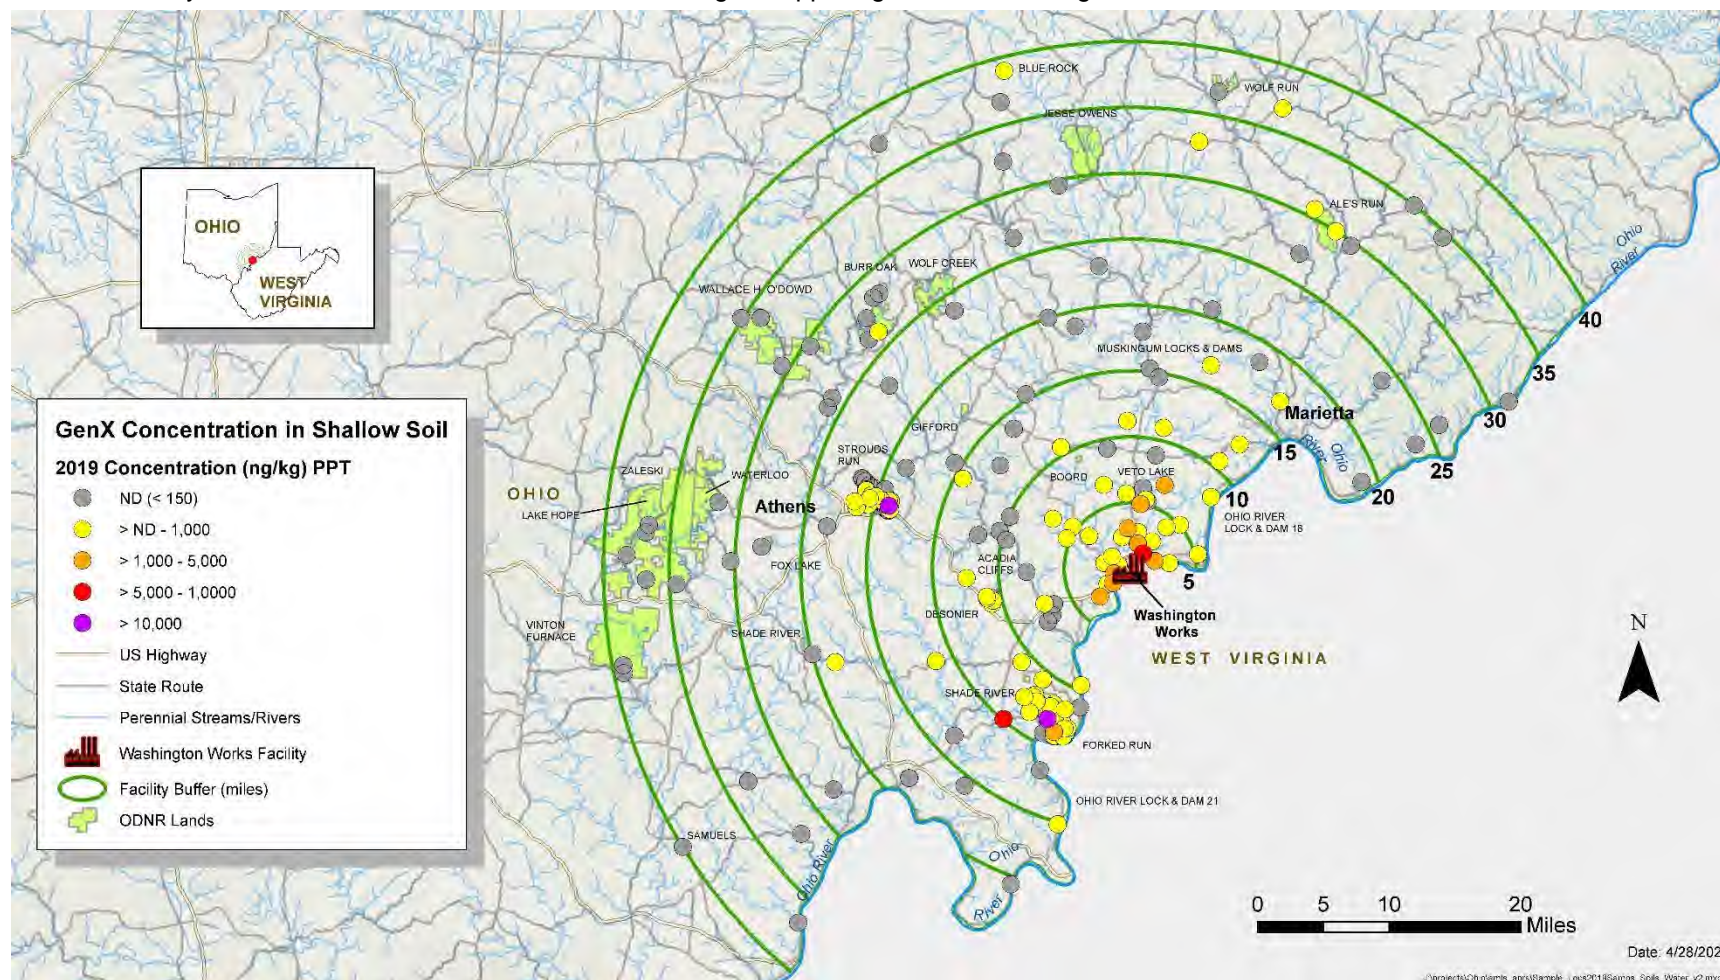 BLUE ROCK
WOLF RUN
JESSE OWENS
OHIO
WEST
VIRGINIA
ALE'S RUN
Ohio
River
BURR OAK
WOLF CREEK
WALLACE H. O'DOWD
40
MUSKINGUM LOCKS & DAMS
35
GenX Concentration in Shallow Soil
2019 Concentration (ng/kg) PPT
ND (< 150)
> ND - 1,000
> 1,000 - 5,000
> 5,000 - 1,0000
> 10,000
US Highway
State Route
Perennial Streams/Rivers
Washington Works Facility
Facility Buffer (miles)
ODNR Lands
Marietta
30
GIFFORD
River
Ohio
15
STROUDS
RUN
25
ZALESKI
WATERLOO
BOORD
VETO LAKE
OHIO
20
10
LAKE HOPE
Athens
OHIO RIVER
LOCK & DAM 18
ACADIA
CLIFFS
FOX LAKE
5
DESONIER
Washington
Works
VINTON
FURNACE
SHADE RIVER
WEST VIRGINIA
N
SHADE RIVER
FORKED RUN
OHIO RIVER LOCK & DAM 21
SAMUELS
Ohio River
Ohio
River
0 5 10 20
Miles
Date: 4/28/202